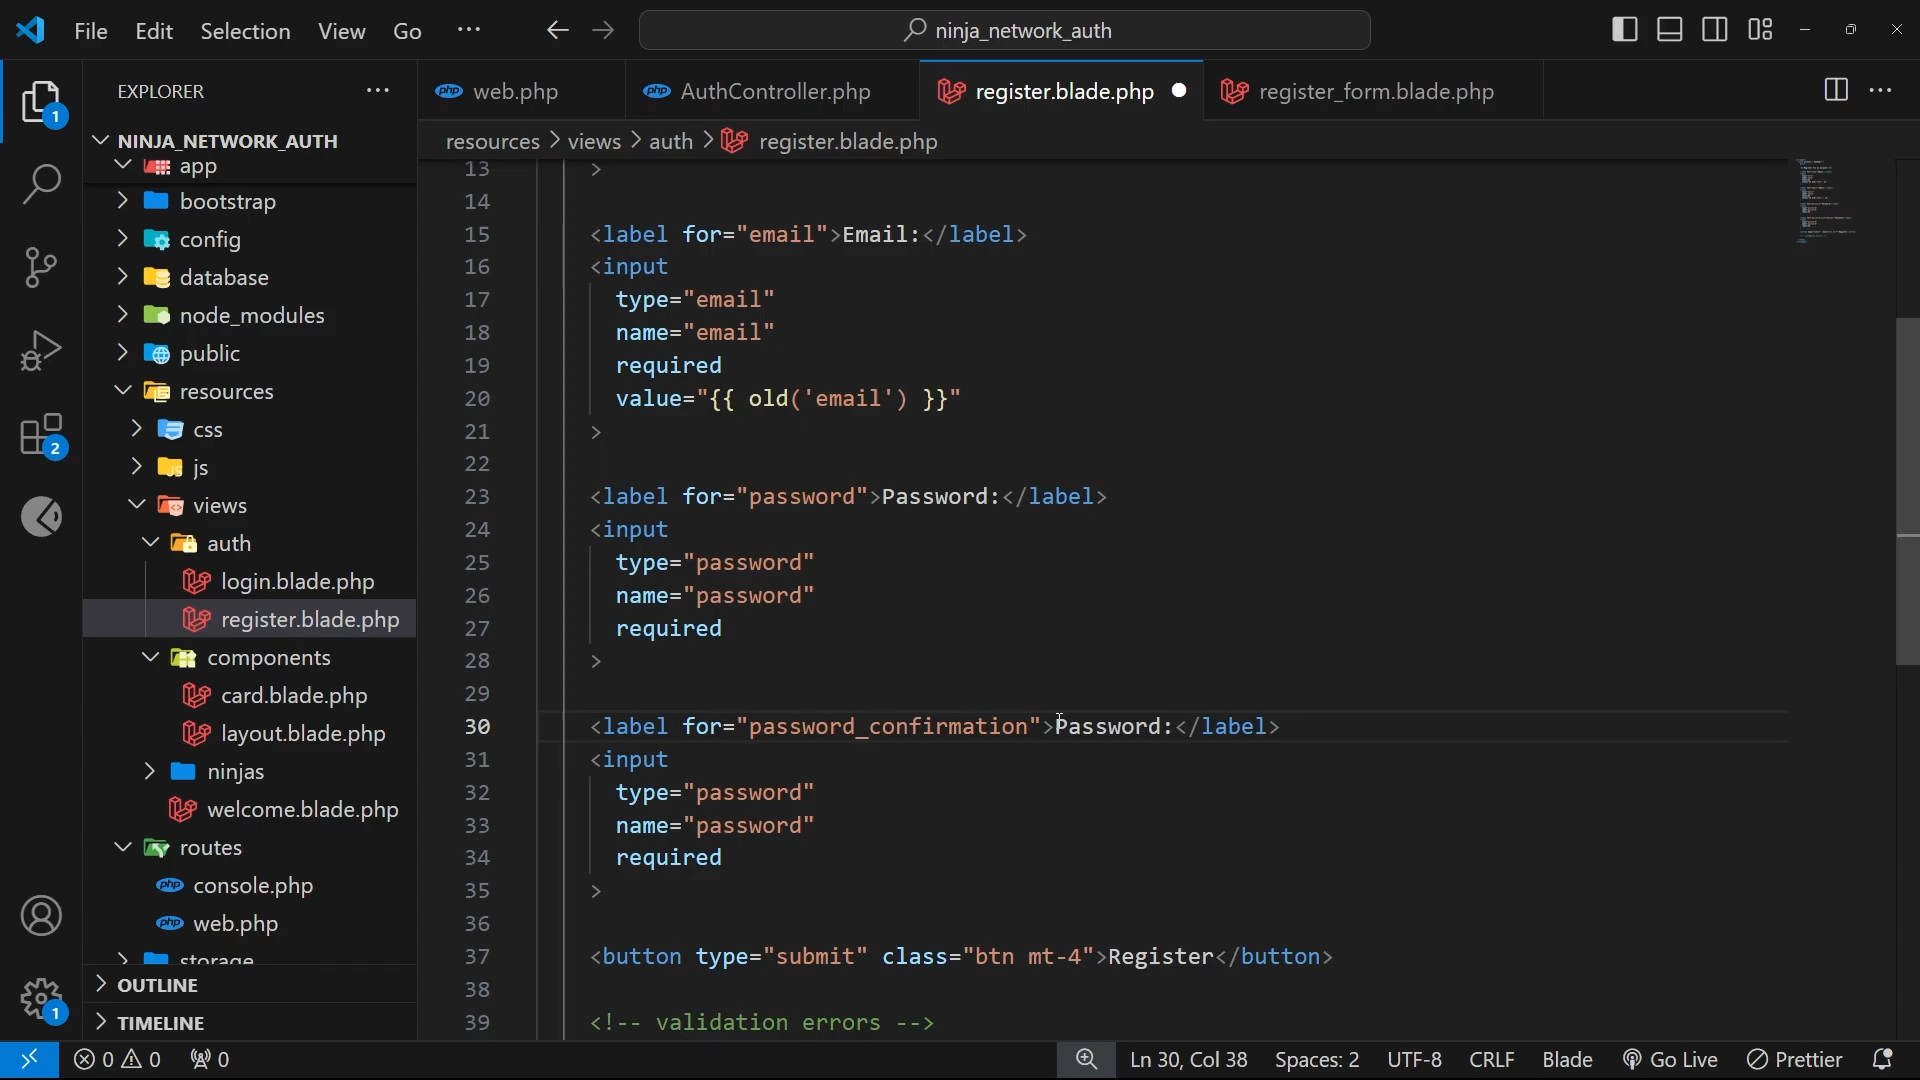 File Edit Selection View Go ···
ninja_network_auth
EXPLORER ···
NINJA_NETWORK_AUTH
app
bootstrap
config
database
node_modules
public
resources
css
js
views
auth
login.blade.php
register.blade.php
components
card.blade.php
layout.blade.php
ninjas
welcome.blade.php
routes
console.php
web.php
storage
OUTLINE
TIMELINE
1
2
1
web.php AuthController.php register.blade.php register_form.blade.php
resources > views > auth > register.blade.php
13 >
14
15 <label for="email">Email:</label>
16 <input
17 type="email"
18 name="email"
19 required
20 value="{{ old('email') }}"
21 >
22
23 <label for="password">Password:</label>
24 <input
25 type="password"
26 name="password"
27 required
28 >
29
30 <label for="password_confirmation">Password:</label>
31 <input
32 type="password"
33 name="password"
34 required
35 >
36
37 <button type="submit" class="btn mt-4">Register</button>
38
39 <!-- validation errors -->
0 0 0 Ln 30, Col 38 Spaces: 2 UTF-8 CRLF Blade Go Live Prettier